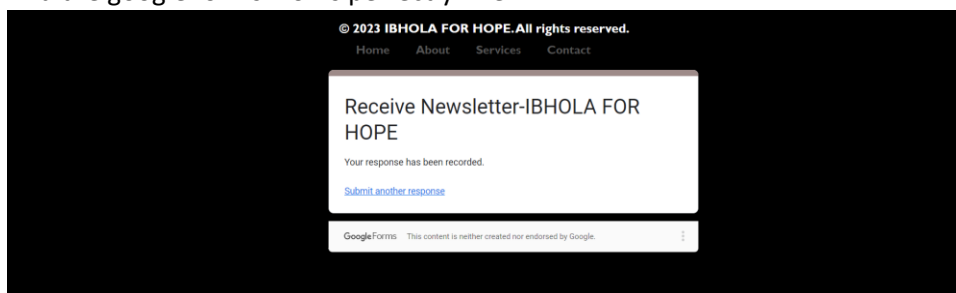 © 2023 IBHOLA FOR HOPE.All rights reserved.
Home About Services Contact
Receive Newsletter-IBHOLA FOR
HOPE
Your response has been recorded.
Submit another response
Google Forms This content is neither created nor endorsed by Google.